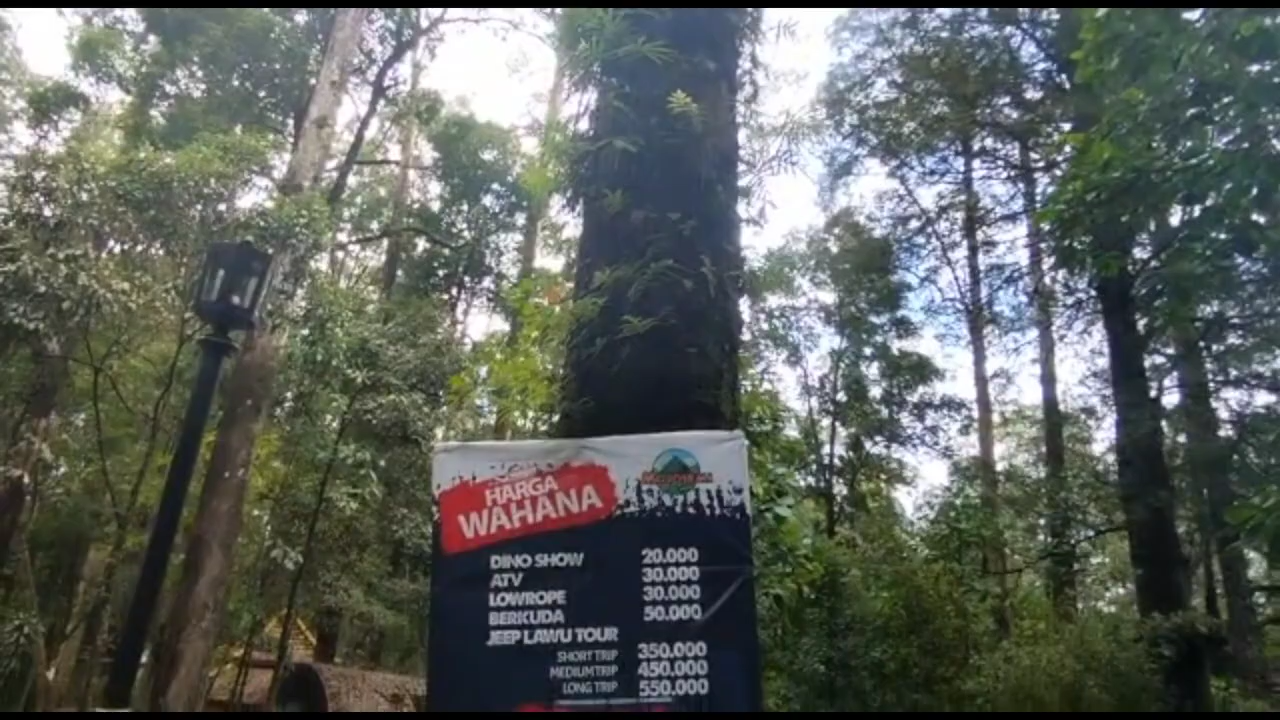 HARGA
WAHANA
DINO SHOW 20.000
ATV 30.000
LOWROPE 30.000
BERKUDA 50.000
JEEP LAWU TOUR
SHORT TRIP 350.000
MEDIUM TRIP 450.000
LONG TRIP 550.000